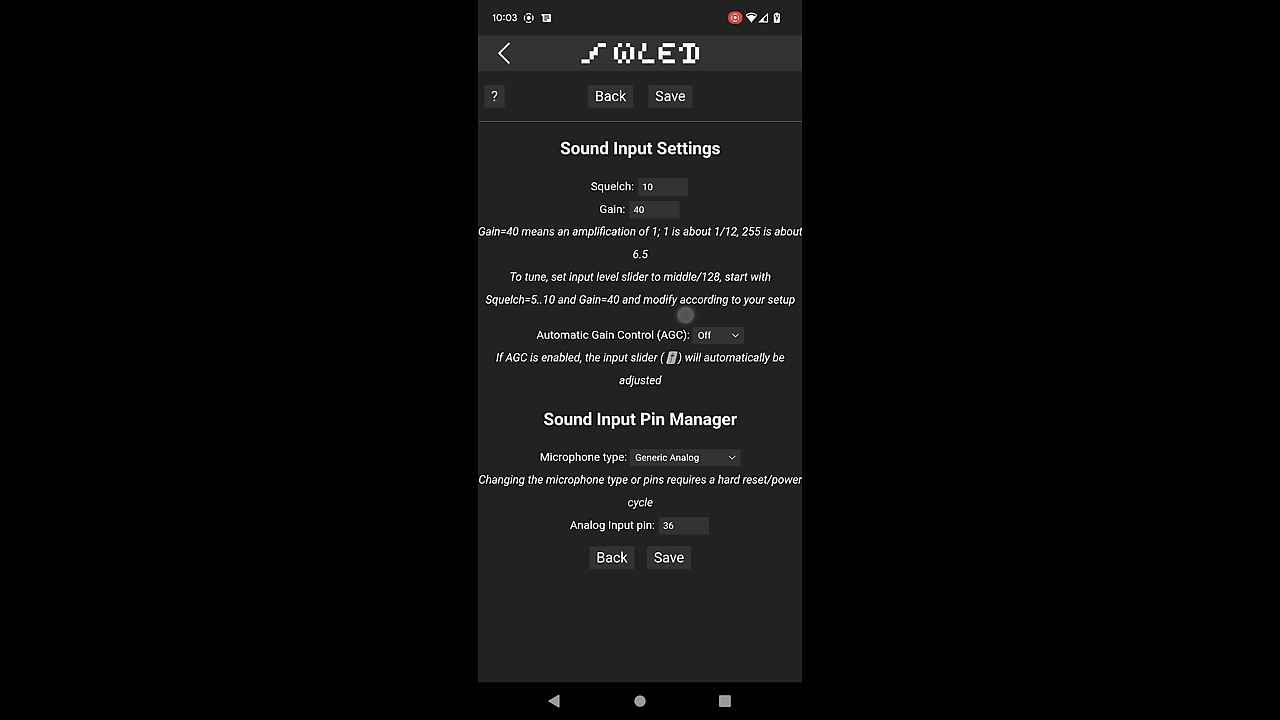 10:03
WLED
?
Back Save
Sound Input Settings
Squelch: 10
Gain: 40
Gain=40 means an amplification of 1; 1 is about 1/12, 255 is about
6.5
To tune, set input level slider to middle/128, start with
Squelch=5..10 and Gain=40 and modify according to your setup
Automatic Gain Control (AGC): Off
If AGC is enabled, the input slider ( ) will automatically be
adjusted
Sound Input Pin Manager
Microphone type: Generic Analog
Changing the microphone type or pins requires a hard reset/power
cycle
Analog Input pin: 36
Back Save